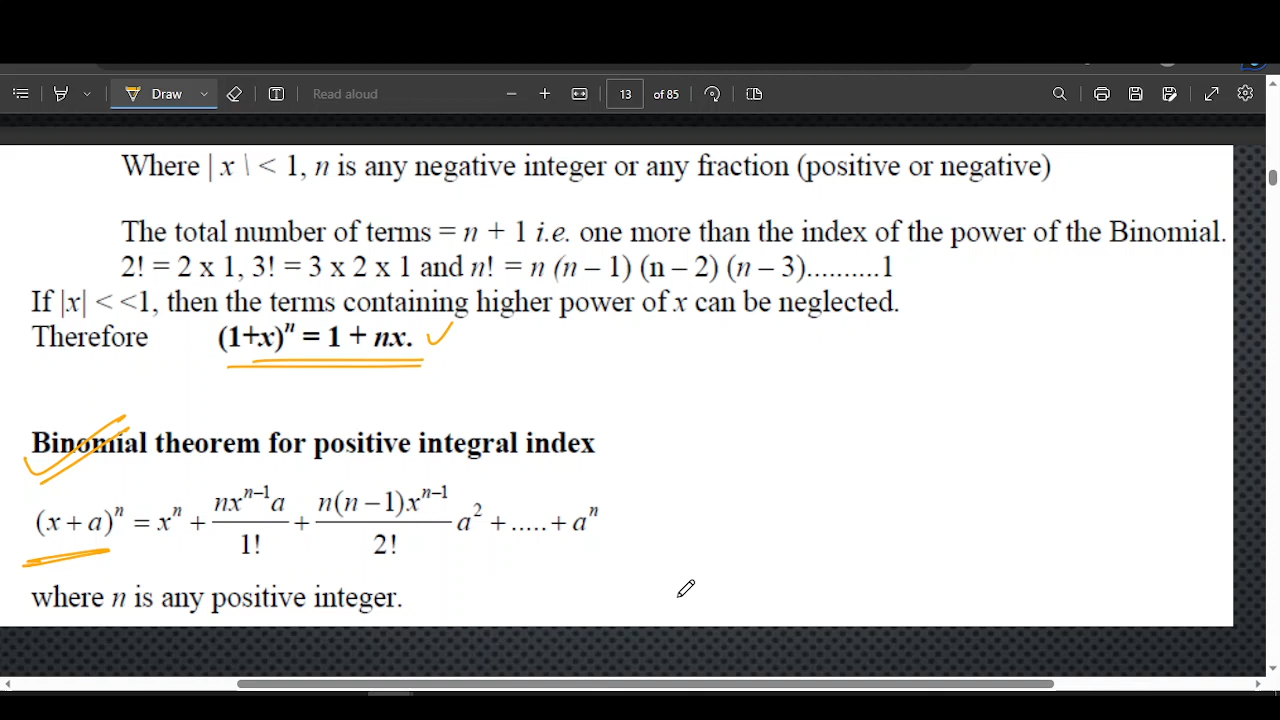 Draw
Read aloud
13
of 85
Where | x \ < 1, n is any negative integer or any fraction (positive or negative)
The total number of terms = n + 1 i.e. one more than the index of the power of the Binomial.
2! = 2 x 1, 3! = 3 x 2 x 1 and n! = n (n – 1) (n – 2) (n – 3)..........1
If |x| < <1, then the terms containing higher power of x can be neglected.
Therefore (1+x)ⁿ = 1 + nx.
Binomial theorem for positive integral index
(x + a)ⁿ = xⁿ + nxⁿ⁻¹a/1! + n(n – 1)xⁿ⁻¹/2! a² + ..... + aⁿ
where n is any positive integer.